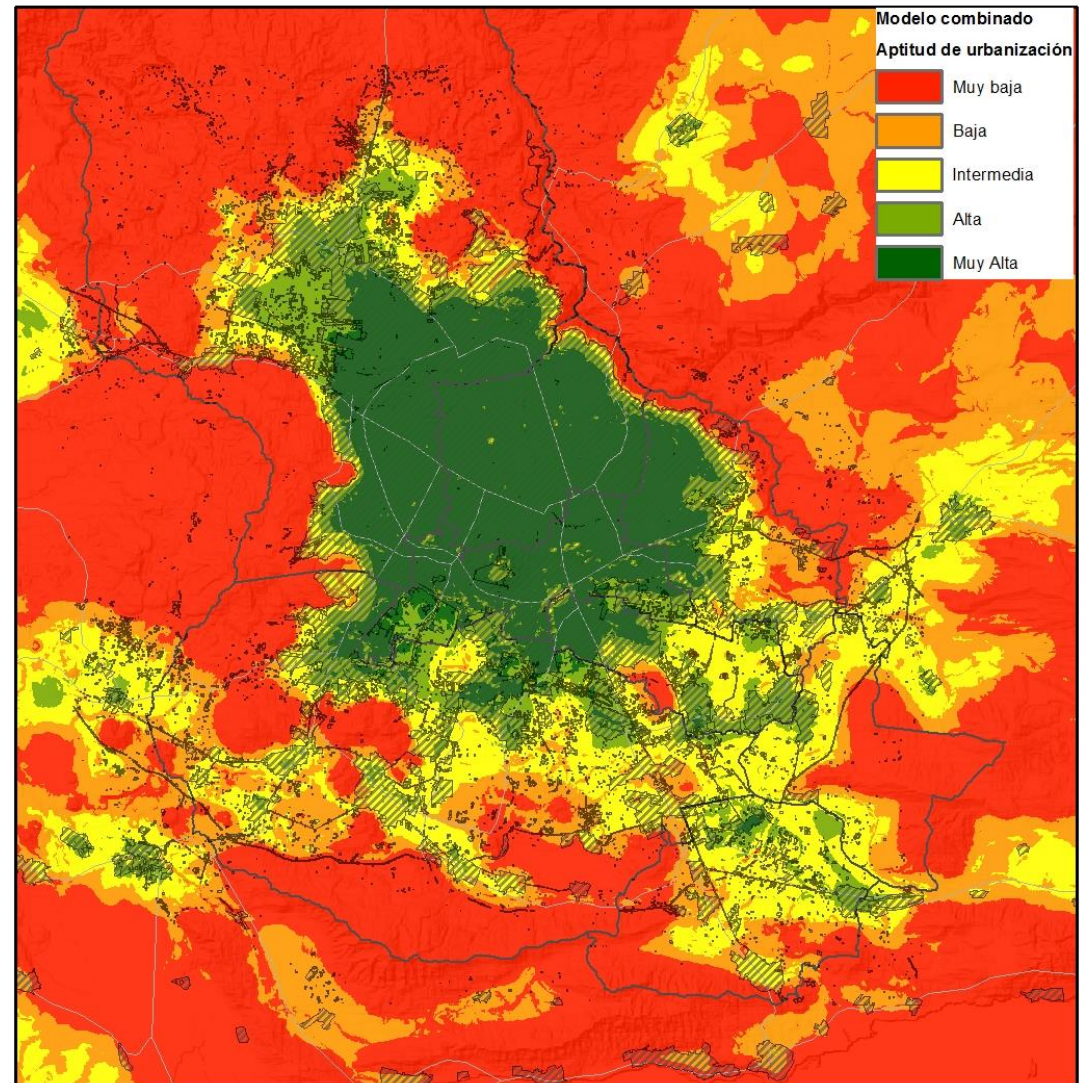 Modelo combinado
Aptitud de urbanización
Muy baja
Baja
Intermedia
Alta
Muy Alta